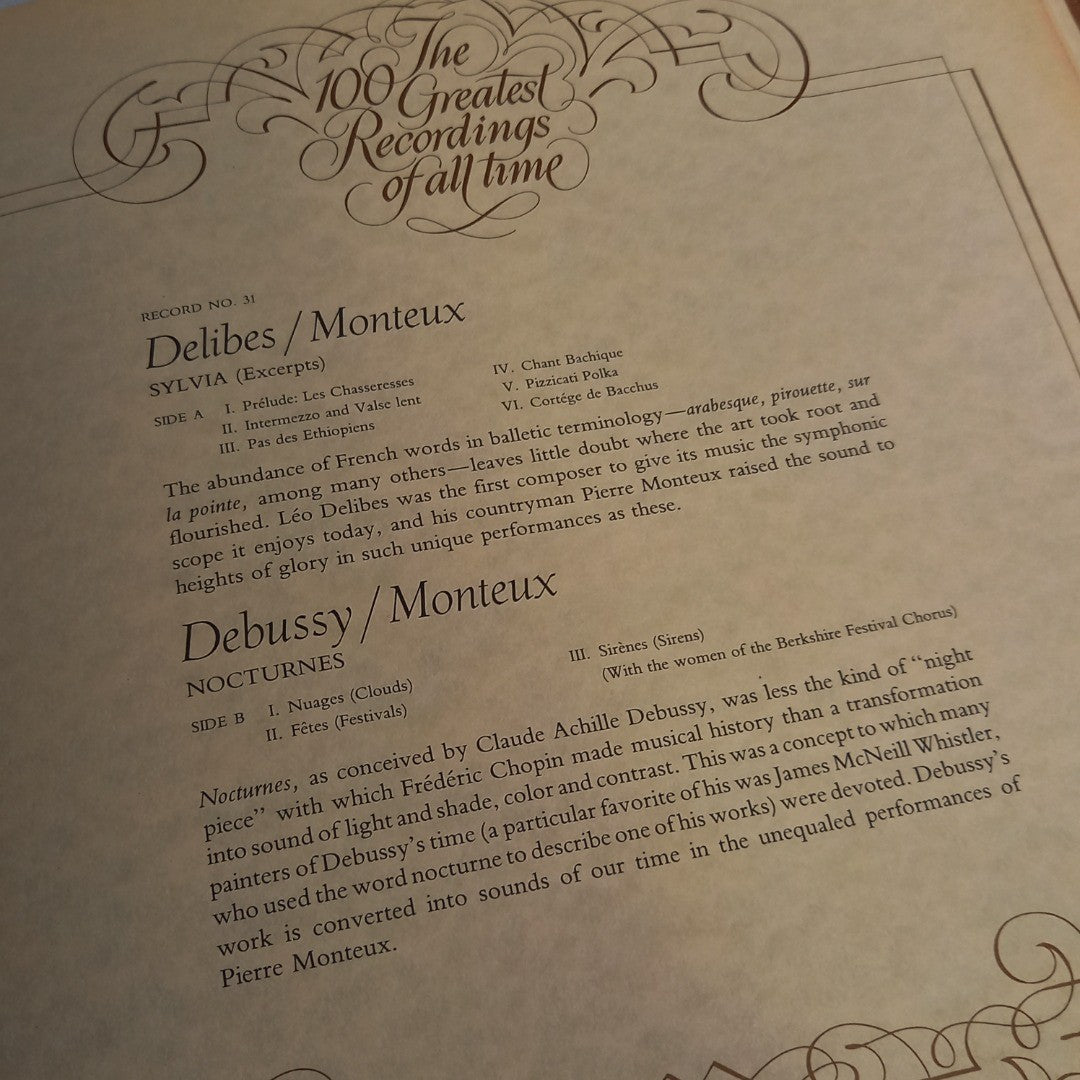 The
100 Greatest
Recordings
of all time
RECORD NO. 31
Delibes / Monteux
SYLVIA (Excerpts)
SIDE A I. Prélude: Les Chasseresses
II. Intermezzo and Valse lent
III. Pas des Ethiopiens
IV. Chant Bachique
V. Pizzicati Polka
VI. Cortége de Bacchus
The abundance of French words in balletic terminology—arabesque, pirouette, sur
la pointe, among many others—leaves little doubt where the art took root and
flourished. Léo Delibes was the first composer to give its music the symphonic
scope it enjoys today, and his countryman Pierre Monteux raised the sound to
heights of glory in such unique performances as these.
Debussy / Monteux
NOCTURNES
SIDE B I. Nuages (Clouds)
II. Fêtes (Festivals)
III. Sirènes (Sirens)
(With the women of the Berkshire Festival Chorus)
Nocturnes, as conceived by Claude Achille Debussy, was less the kind of “night
piece” with which Frédéric Chopin made musical history than a transformation
into sound of light and shade, color and contrast. This was a concept to which many
painters of Debussy’s time (a particular favorite of his was James McNeill Whistler,
who used the word nocturne to describe one of his works) were devoted. Debussy’s
work is converted into sounds of our time in the unequaled performances of
Pierre Monteux.